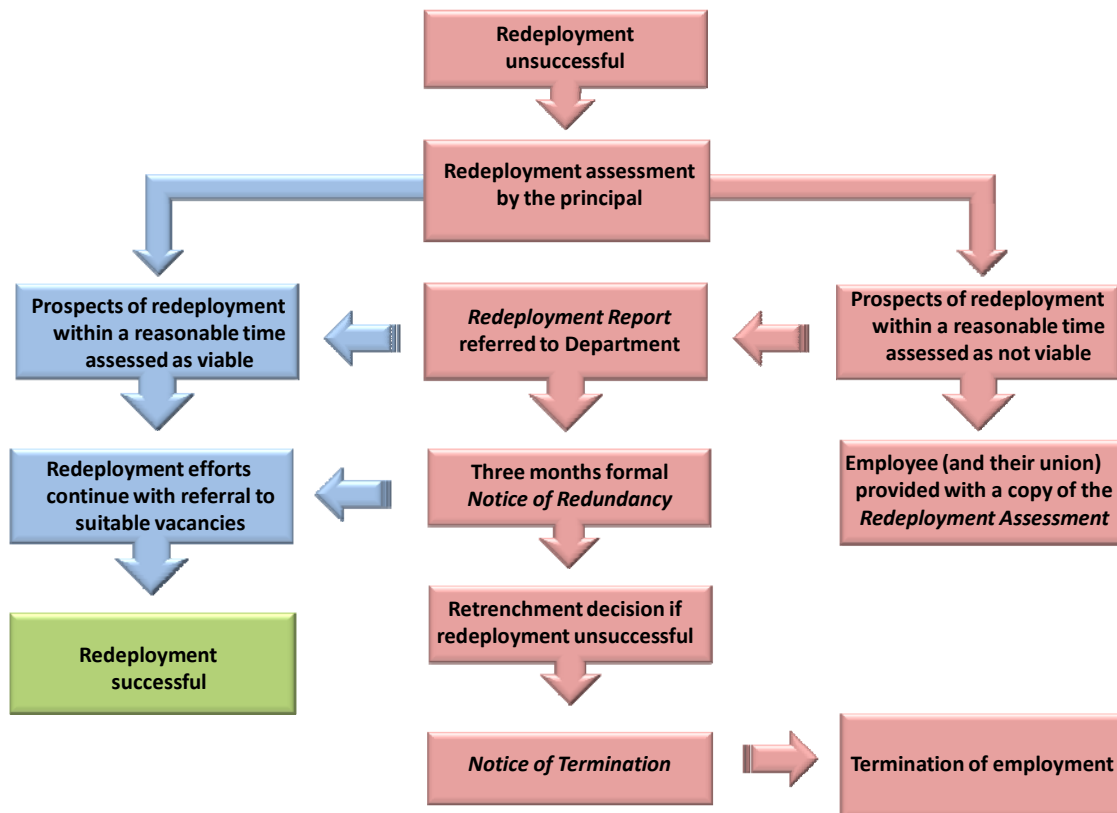 Redeployment
unsuccessful
Redeployment assessment
by the principal
Prospects of redeployment
within a reasonable time
assessed as viable
Redeployment Report
referred to Department
Prospects of redeployment
within a reasonable time
assessed as not viable
Redeployment efforts
continue with referral to
suitable vacancies
Three months formal
Notice of Redundancy
Employee (and their union)
provided with a copy of the
Redeployment Assessment
Retrenchment decision if
redeployment unsuccessful
Redeployment
successful
Notice of Termination
Termination of employment